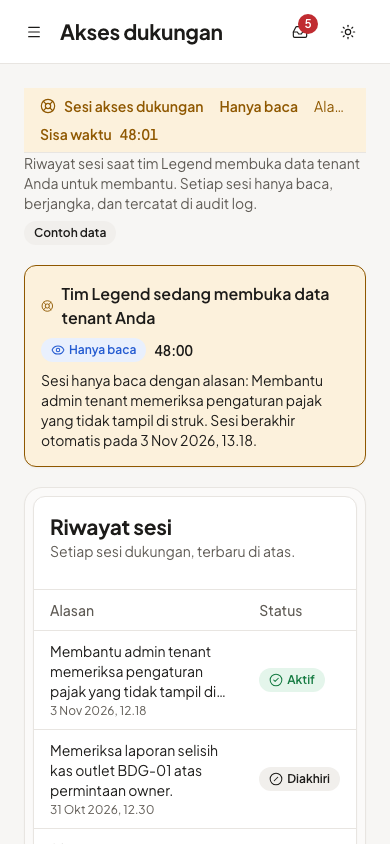 Akses dukungan
5
Sesi akses dukungan Hanya baca Ala…
Sisa waktu 48:01
Riwayat sesi saat tim Legend membuka data tenant
Anda untuk membantu. Setiap sesi hanya baca,
berjangka, dan tercatat di audit log.
Contoh data
Tim Legend sedang membuka data
tenant Anda
Hanya baca 48:00
Sesi hanya baca dengan alasan: Membantu
admin tenant memeriksa pengaturan pajak
yang tidak tampil di struk. Sesi berakhir
otomatis pada 3 Nov 2026, 13.18.
Riwayat sesi
Setiap sesi dukungan, terbaru di atas.
Alasan Status
Membantu admin tenant
memeriksa pengaturan
pajak yang tidak tampil di…
3 Nov 2026, 12.18
Aktif
Memeriksa laporan selisih
kas outlet BDG-01 atas
permintaan owner.
31 Okt 2026, 12.30
Diakhiri